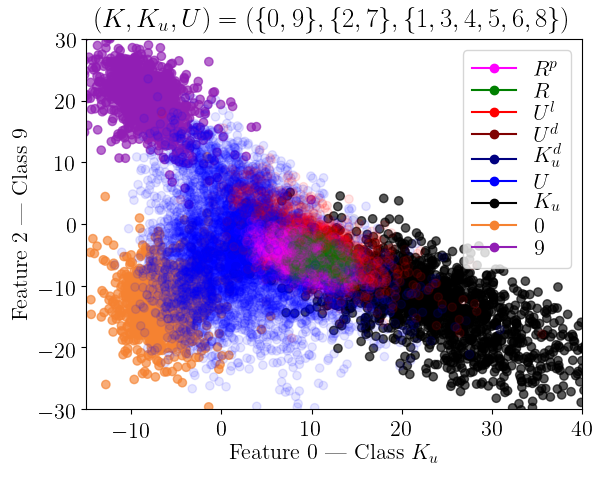 (K, K_u, U) = ({0, 9}, {2, 7}, {1, 3, 4, 5, 6, 8})
30
20
10
0
−10
−20
−30
Feature 2 — Class 9
R^p
R
U^l
U^d
K_u^d
U
K_u
0
9
−10
0
10
20
30
40
Feature 0 — Class K_u